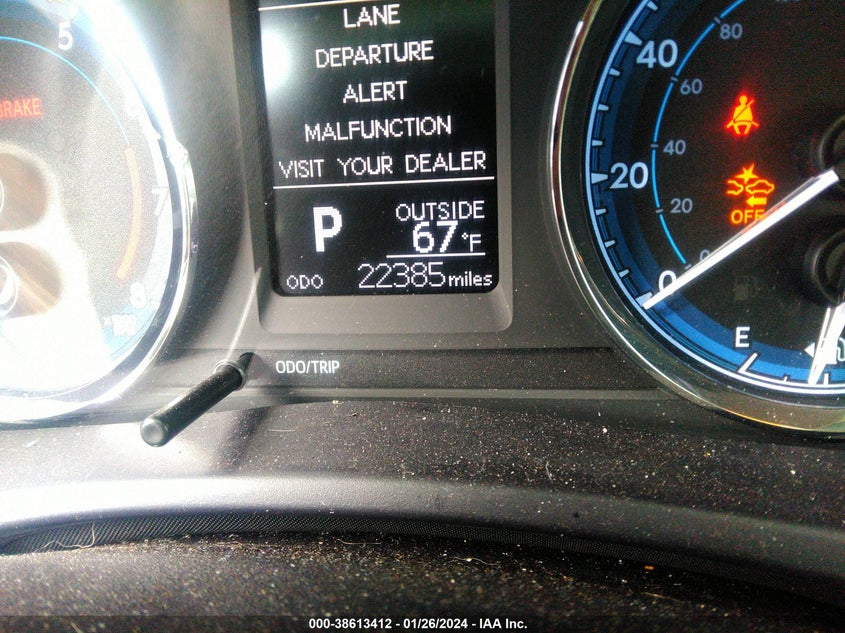 5
LANE
DEPARTURE
ALERT
MALFUNCTION
VISIT YOUR DEALER
BRAKE
7
8
P
OUTSIDE
67°F
ODO 22385 miles
ODO/TRIP
40
20
0
80
60
40
20
OFF
E
000-38613412 - 01/26/2024 - IAA Inc.